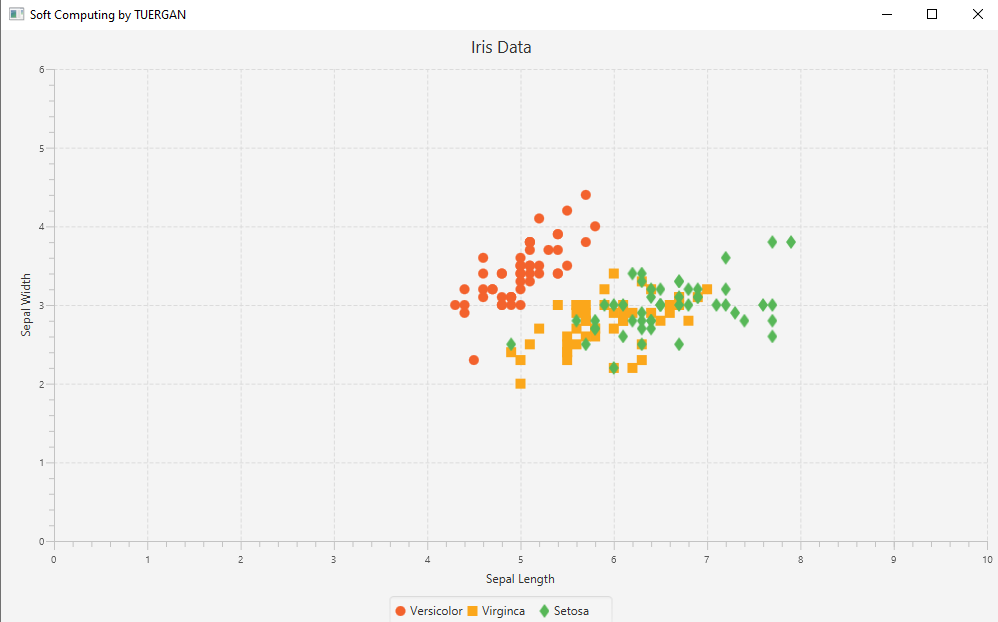 Soft Computing by TUERGAN
Iris Data
6
5
4
3
2
1
0
Sepal Width
0 1 2 3 4 5 6 7 8 9 10
Sepal Length
Versicolor Virginca Setosa